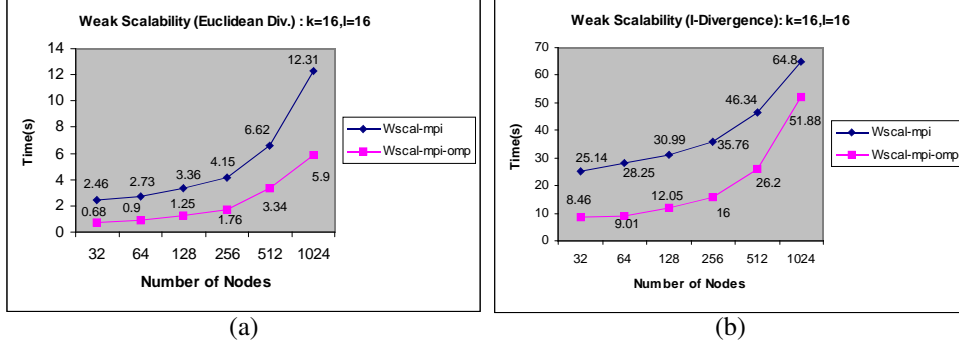 Weak Scalability (Euclidean Div.) : k=16,l=16
Time(s)
14
12
10
8
6
4
2
0
12.31
6.62
4.15
3.36
2.73
2.46
5.9
3.34
1.76
1.25
0.9
0.68
32 64 128 256 512 1024
Number of Nodes
Wscal-mpi
Wscal-mpi-omp
(a)
Weak Scalability (I-Divergence): k=16,l=16
Time(s)
70
60
50
40
30
20
10
0
64.8
46.34
35.76
30.99
28.25
25.14
51.88
26.2
16
12.05
9.01
8.46
32 64 128 256 512 1024
Number of Nodes
Wscal-mpi
Wscal-mpi-omp
(b)